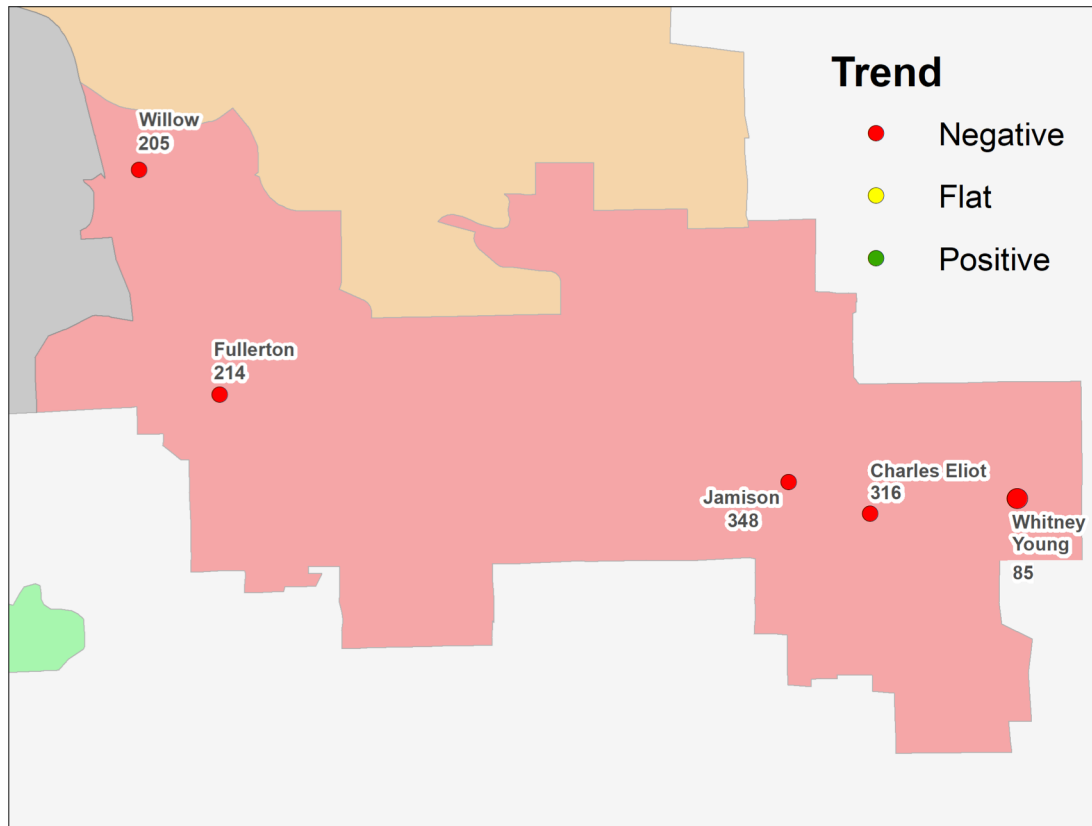 Trend
Negative
Flat
Positive
Willow
205
Fullerton
214
Jamison
348
Charles Eliot
316
Whitney
Young
85